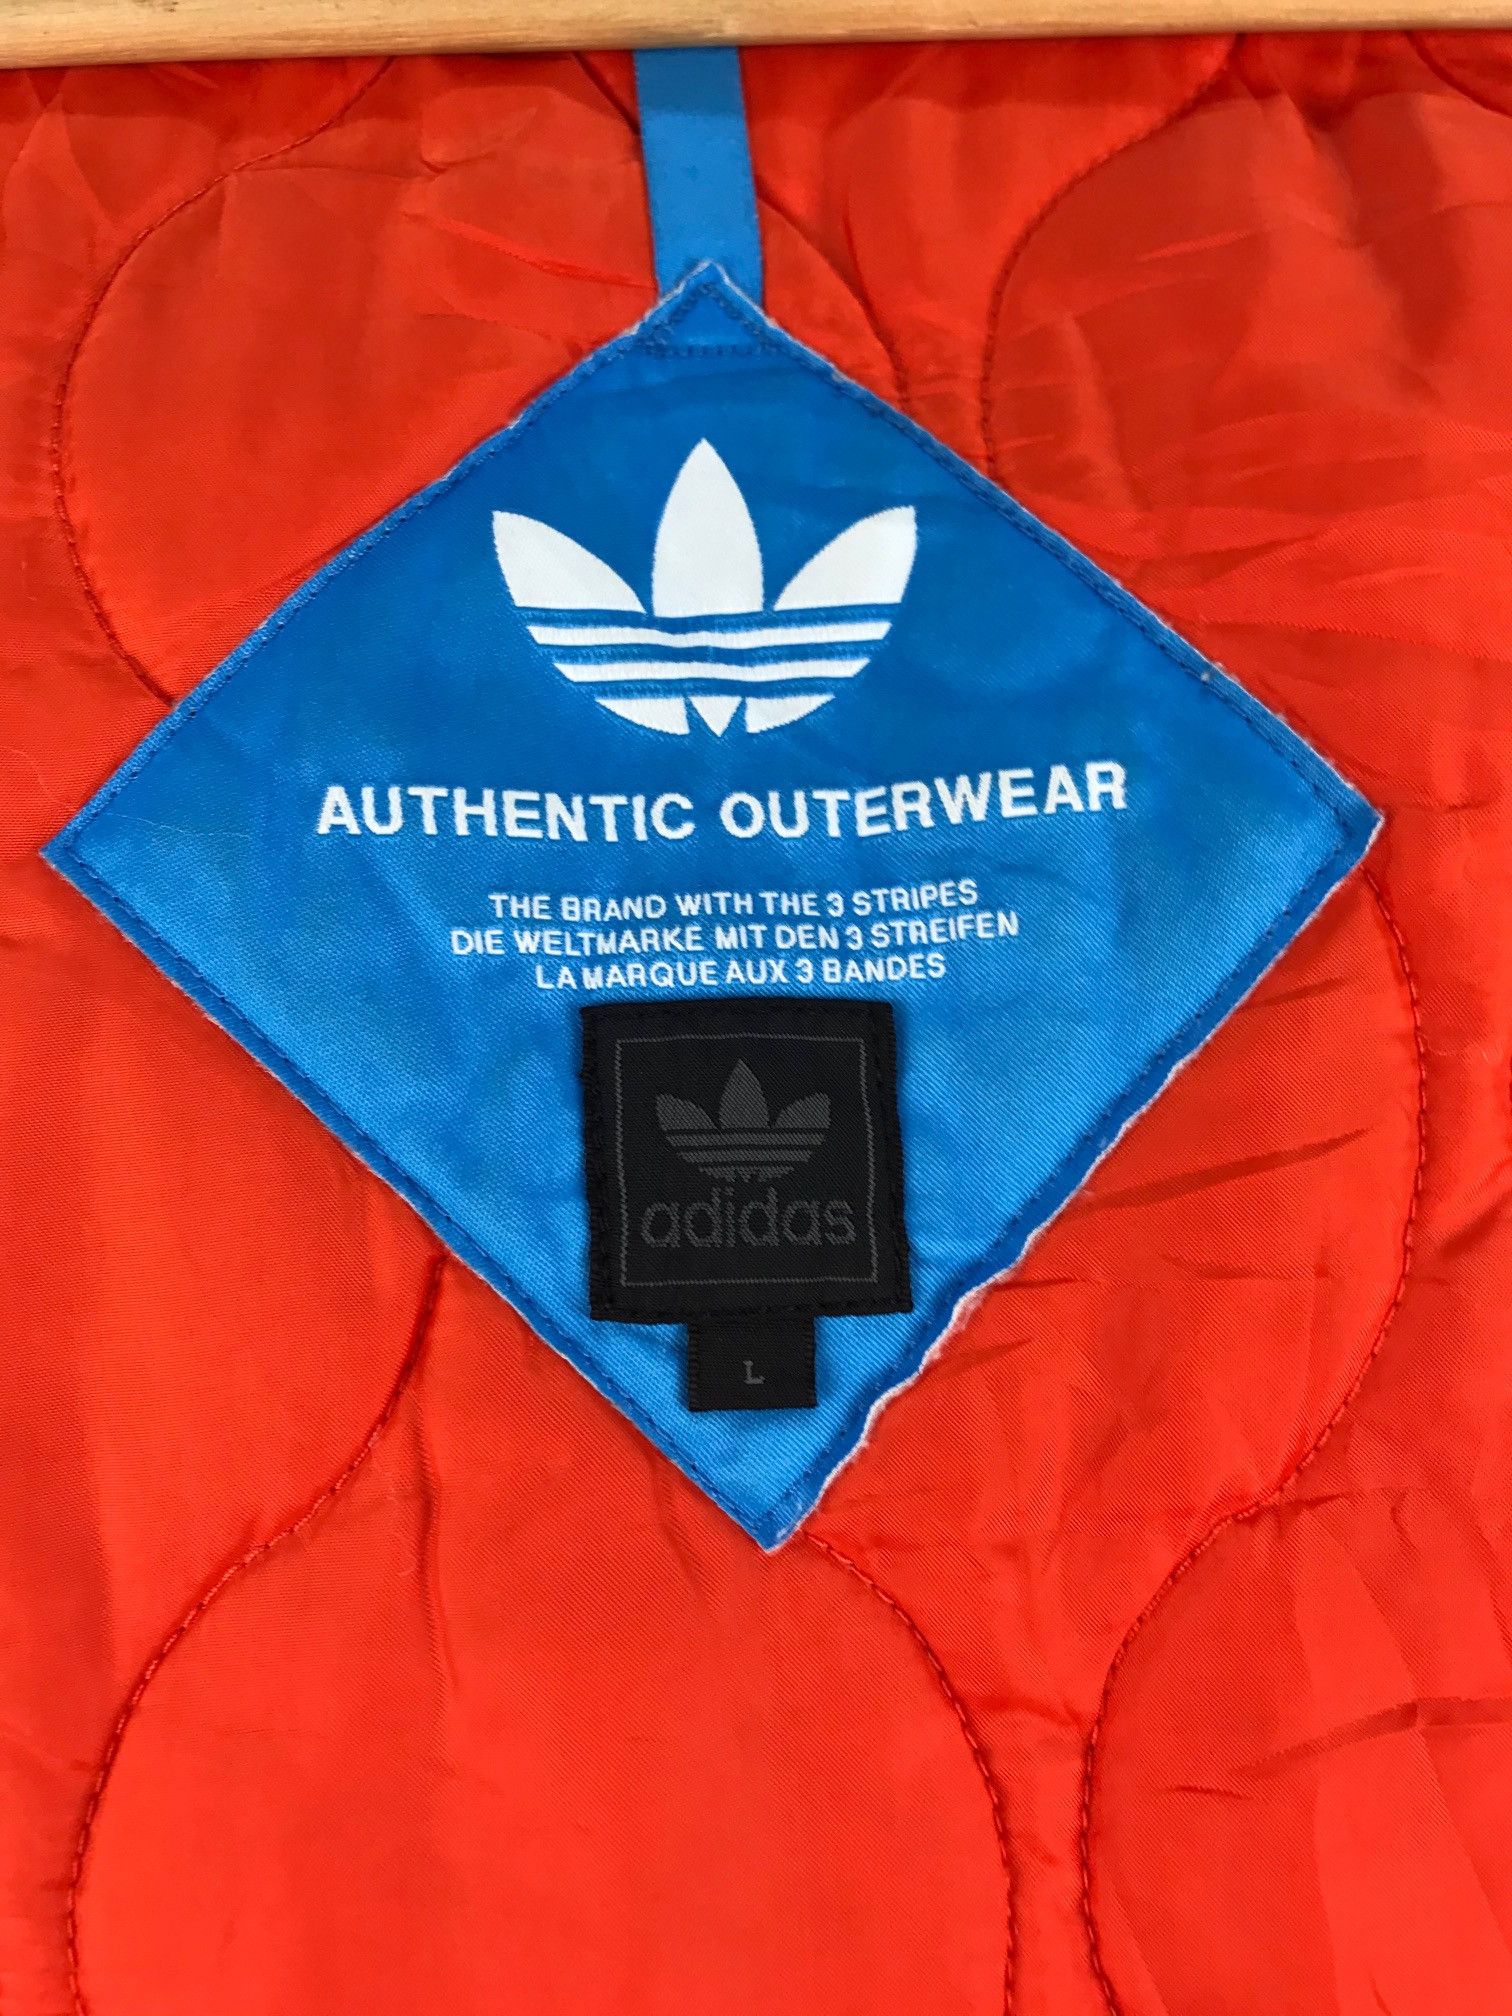 AUTHENTIC OUTERWEAR
THE BRAND WITH THE 3 STRIPES
DIE WELTMARKE MIT DEN 3 STREIFEN
LA MARQUE AUX 3 BANDES
adidas
L